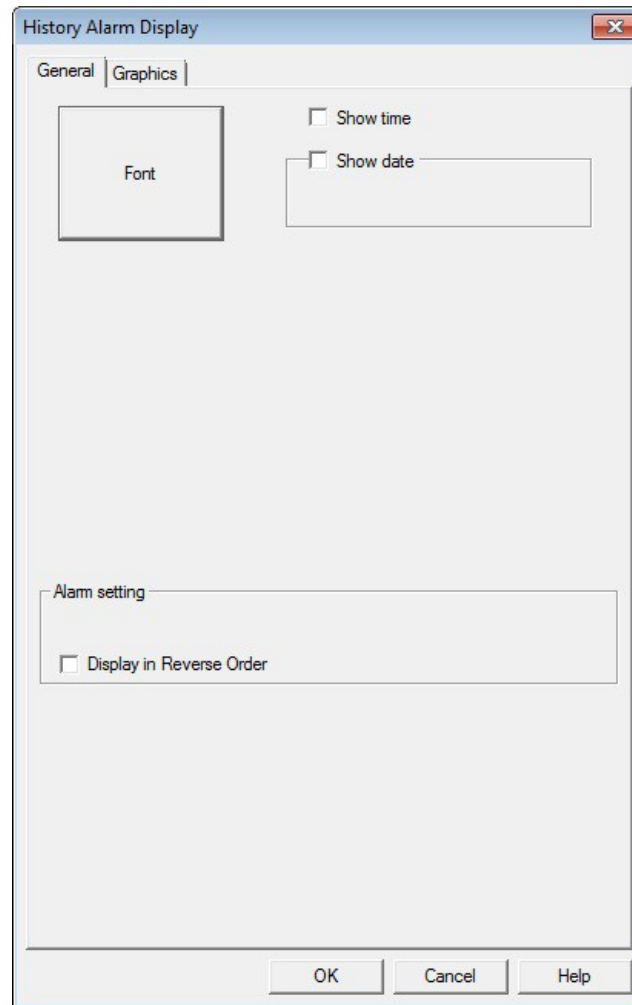 History Alarm Display
General Graphics
Show time
Font
Show date
Alarm setting
Display in Reverse Order
OK Cancel Help